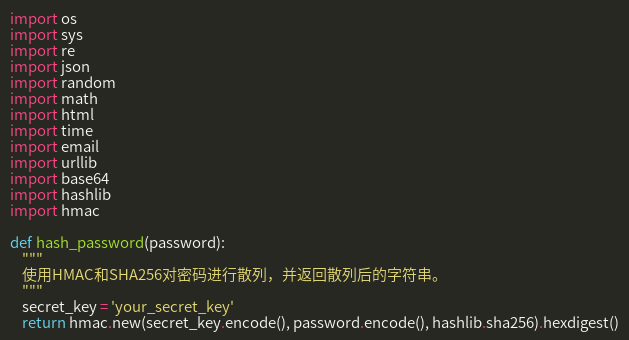 import os
import sys
import re
import json
import random
import math
import html
import time
import email
import urllib
import base64
import hashlib
import hmac

def hash_password(password):
    """
    使用HMAC和SHA256对密码进行散列，并返回散列后的字符串。
    """
    secret_key = 'your_secret_key'
    return hmac.new(secret_key.encode(), password.encode(), hashlib.sha256).hexdigest()